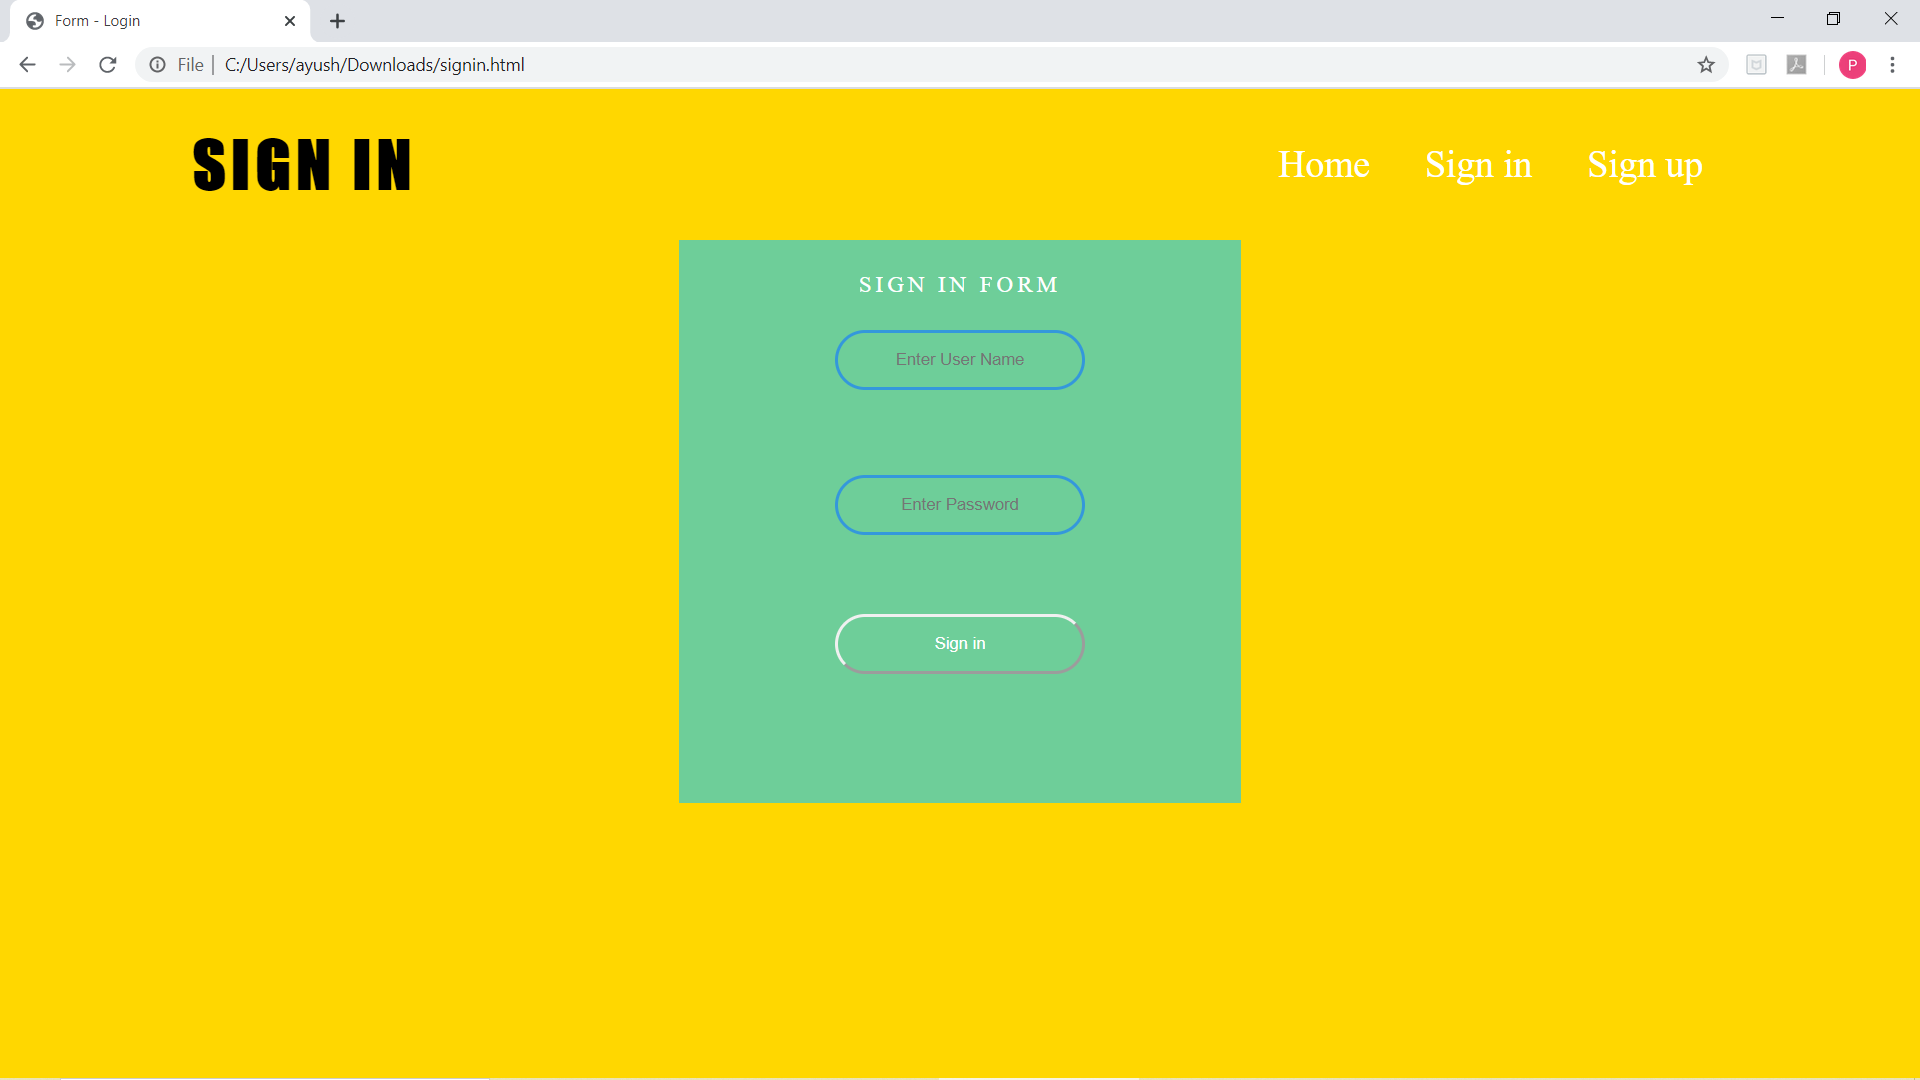 Form - Login
File | C:/Users/ayush/Downloads/signin.html
P
SIGN IN
Home Sign in Sign up
SIGN IN FORM
Enter User Name
Enter Password
Sign in